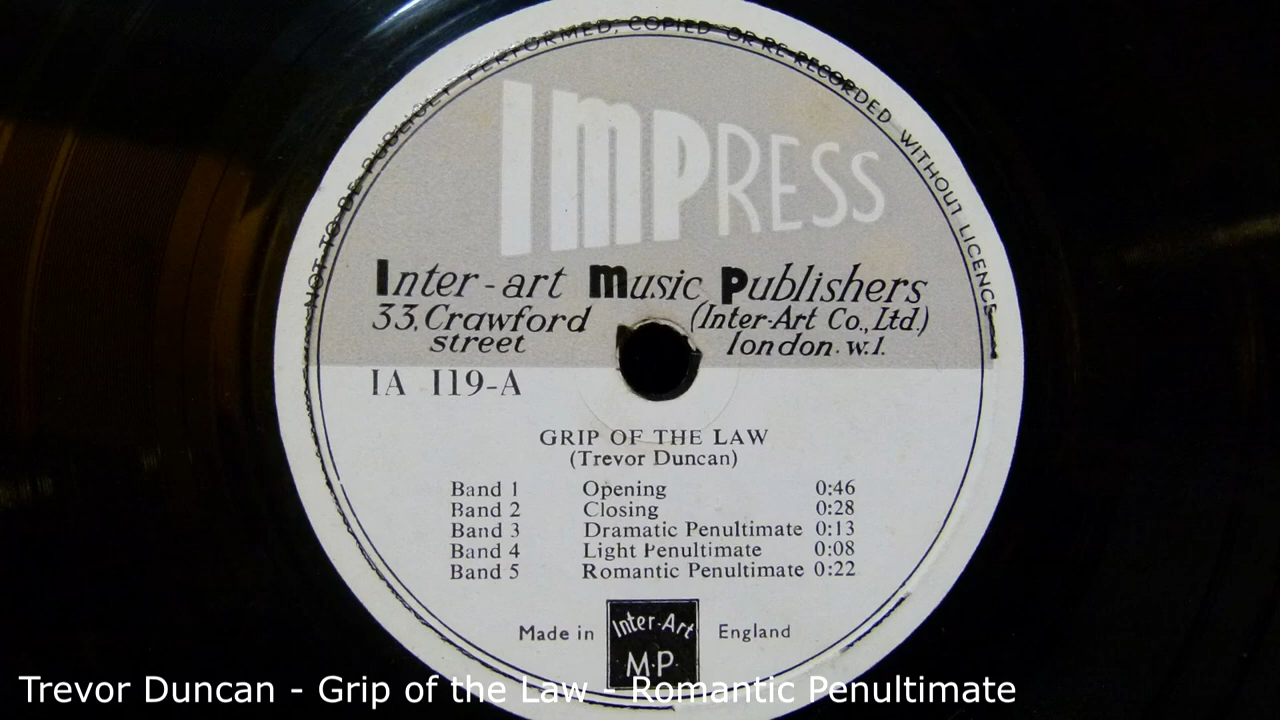 NOT TO BE PUBLICLY PERFORMED, COPIED OR RE-RECORDED WITHOUT LICENCE
IMPRESS
Inter-art Music Publishers
33, Crawford street
(Inter-Art Co., Ltd.) london. w.1.
IA 119-A
GRIP OF THE LAW
(Trevor Duncan)
Band 1 Opening 0:46
Band 2 Closing 0:28
Band 3 Dramatic Penultimate 0:13
Band 4 Light Penultimate 0:08
Band 5 Romantic Penultimate 0:22
Made in England
Inter-Art
M·P·
Trevor Duncan - Grip of the Law - Romantic Penultimate